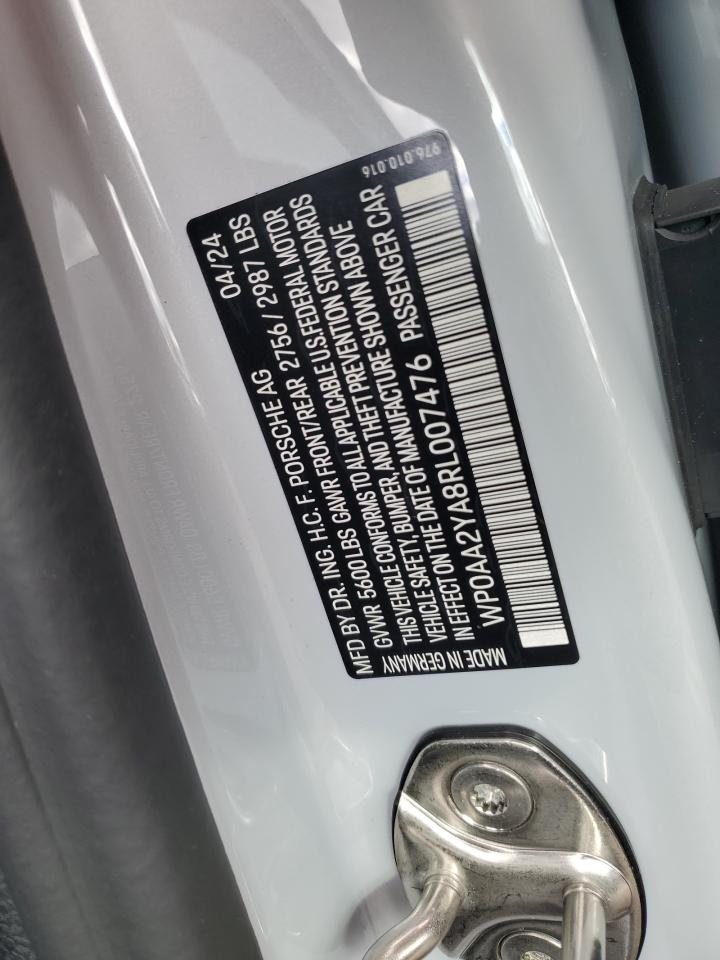 MFD BY DR. ING. H.C. F. PORSCHE AG 04/24
GVWR 5600 LBS GAWR FRONT/REAR 2756 / 2987 LBS
THIS VEHICLE CONFORMS TO ALL APPLICABLE U.S. FEDERAL MOTOR
VEHICLE SAFETY, BUMPER, AND THEFT PREVENTION STANDARDS
IN EFFECT ON THE DATE OF MANUFACTURE SHOWN ABOVE
WP0AA2YA8RL007476 PASSENGER CAR
MADE IN GERMANY
976.010.016